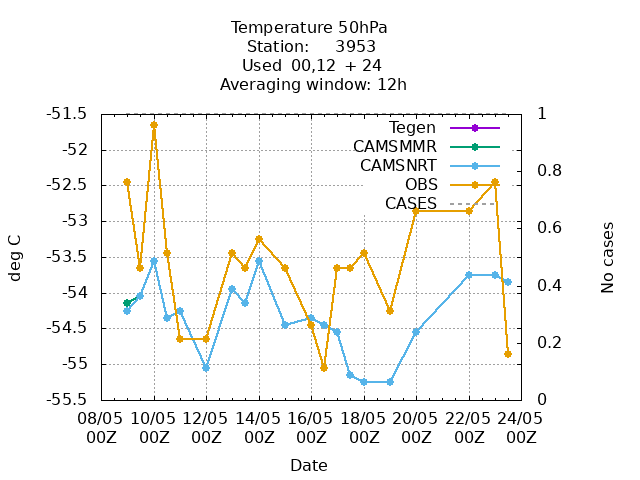 Temperature 50hPa
Station: 3953
Used 00,12 + 24
Averaging window: 12h
-51.5
-52
-52.5
-53
-53.5
-54
-54.5
-55
-55.5
deg C
1
0.8
0.6
0.4
0.2
0
No cases
Tegen
CAMSMMR
CAMSNRT
OBS
CASES
08/05 10/05 12/05 14/05 16/05 18/05 20/05 22/05 24/05
00Z 00Z 00Z 00Z 00Z 00Z 00Z 00Z 00Z
Date